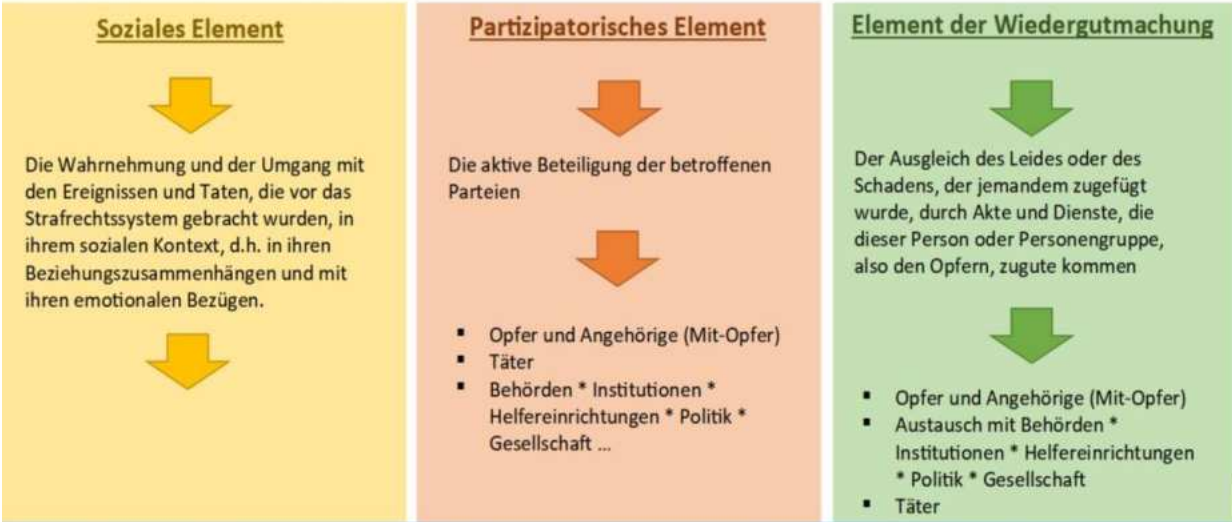 Soziales Element
Die Wahrnehmung und der Umgang mit
den Ereignissen und Taten, die vor das
Strafrechtssystem gebracht wurden, in
ihrem sozialen Kontext, d.h. in ihren
Beziehungszusammenhängen und mit
ihren emotionalen Bezügen.
Partizipatorisches Element
Die aktive Beteiligung der betroffenen
Parteien
▪ Opfer und Angehörige (Mit-Opfer)
▪ Täter
▪ Behörden * Institutionen *
Helfereinrichtungen * Politik *
Gesellschaft ...
Element der Wiedergutmachung
Der Ausgleich des Leides oder des
Schadens, der jemandem zugefügt
wurde, durch Akte und Dienste, die
dieser Person oder Personengruppe,
also den Opfern, zugute kommen
▪ Opfer und Angehörige (Mit-Opfer)
▪ Austausch mit Behörden *
Institutionen * Helfereinrichtungen
* Politik * Gesellschaft
▪ Täter